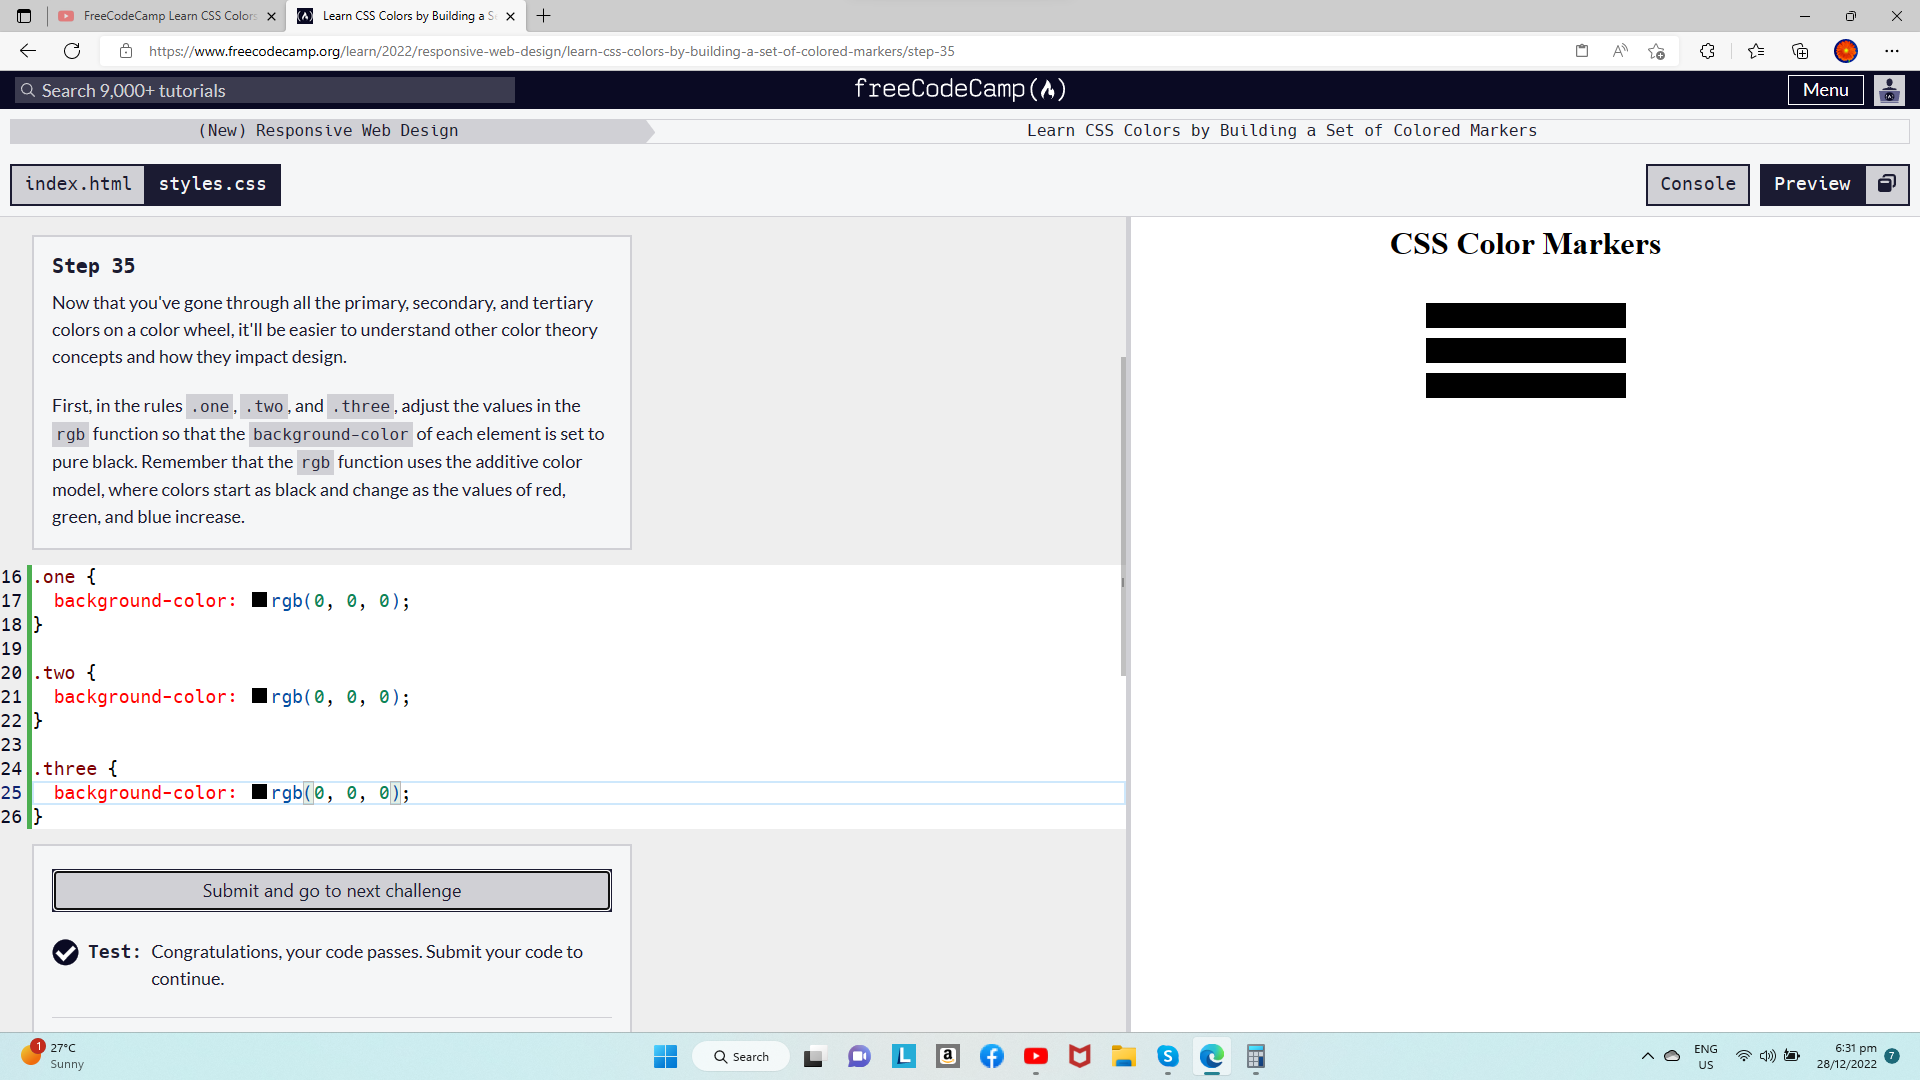 FreeCodeCamp Learn CSS Colors
Learn CSS Colors by Building a Se
https://www.freecodecamp.org/learn/2022/responsive-web-design/learn-css-colors-by-building-a-set-of-colored-markers/step-35
Search 9,000+ tutorials
freeCodeCamp
Menu
(New) Responsive Web Design
Learn CSS Colors by Building a Set of Colored Markers
index.html
styles.css
Console
Preview
Step 35
Now that you've gone through all the primary, secondary, and tertiary
colors on a color wheel, it'll be easier to understand other color theory
concepts and how they impact design.
First, in the rules .one, .two, and .three, adjust the values in the
rgb function so that the background-color of each element is set to
pure black. Remember that the rgb function uses the additive color
model, where colors start as black and change as the values of red,
green, and blue increase.
16 .one {
17 background-color: rgb(0, 0, 0);
18 }
19
20 .two {
21 background-color: rgb(0, 0, 0);
22 }
23
24 .three {
25 background-color: rgb(0, 0, 0);
26 }
Submit and go to next challenge
Test: Congratulations, your code passes. Submit your code to
continue.
CSS Color Markers
1
27°C
Sunny
Search
L
a
S
ENG
US
6:31 pm
28/12/2022
7